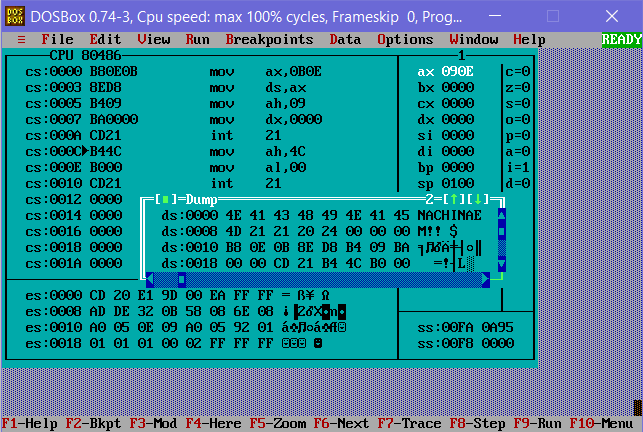 DOSBox 0.74-3, Cpu speed: max 100% cycles, Frameskip 0, Prog...
≡ File Edit View Run Breakpoints Data Options Window Help READY
CPU 80486 1
cs:0000 B80E0B mov ax,0B0E ax 090E c=0
cs:0003 8ED8 mov ds,ax bx 0000 z=0
cs:0005 B409 mov ah,09 cx 0000 s=0
cs:0007 BA0000 mov dx,0000 dx 0000 o=0
cs:000A CD21 int 21 si 0000 p=0
cs:000C►B44C mov ah,4C di 0000 a=0
cs:000E B000 mov al,00 bp 0000 i=1
cs:0010 CD21 int 21 sp 0100 d=0
cs:0012
[■]=Dump 2=[↑][↓]
cs:0014 ds:0000 4E 41 43 48 49 4E 41 45 NACHINAE
cs:0016 ds:0008 4D 21 21 20 24 00 00 00 M!! $
cs:0018 ds:0010 B8 0E 0B 8E D8 B4 09 BA
cs:001A ds:0018 00 00 CD 21 B4 4C B0 00 =!┤L░
es:0000 CD 20 E1 9D 00 EA FF FF = ß¥ Ω
es:0008 AD DE 32 0B 58 08 6E 08 ¡▐2♂X◘n◘
es:0010 A0 05 0E 09 A0 05 92 01 ss:00FA 0A95
es:0018 01 01 01 00 02 FF FF FF ☺☺☺ ☻ ss:00F8 0000
F1-Help F2-Bkpt F3-Mod F4-Here F5-Zoom F6-Next F7-Trace F8-Step F9-Run F10-Menu